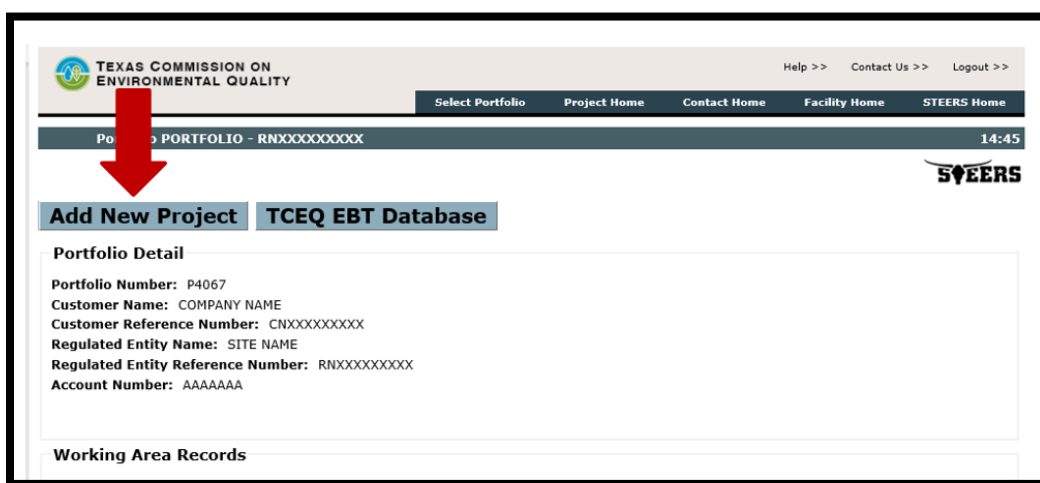 TEXAS COMMISSION ON
ENVIRONMENTAL QUALITY
Help >> Contact Us >> Logout >>
Select Portfolio Project Home Contact Home Facility Home STEERS Home
PORTFOLIO - RNXXXXXXXXX 14:45
STEERS
Add New Project TCEQ EBT Database
Portfolio Detail
Portfolio Number: P4067
Customer Name: COMPANY NAME
Customer Reference Number: CNXXXXXXXXX
Regulated Entity Name: SITE NAME
Regulated Entity Reference Number: RNXXXXXXXXX
Account Number: AAAAAAA
Working Area Records